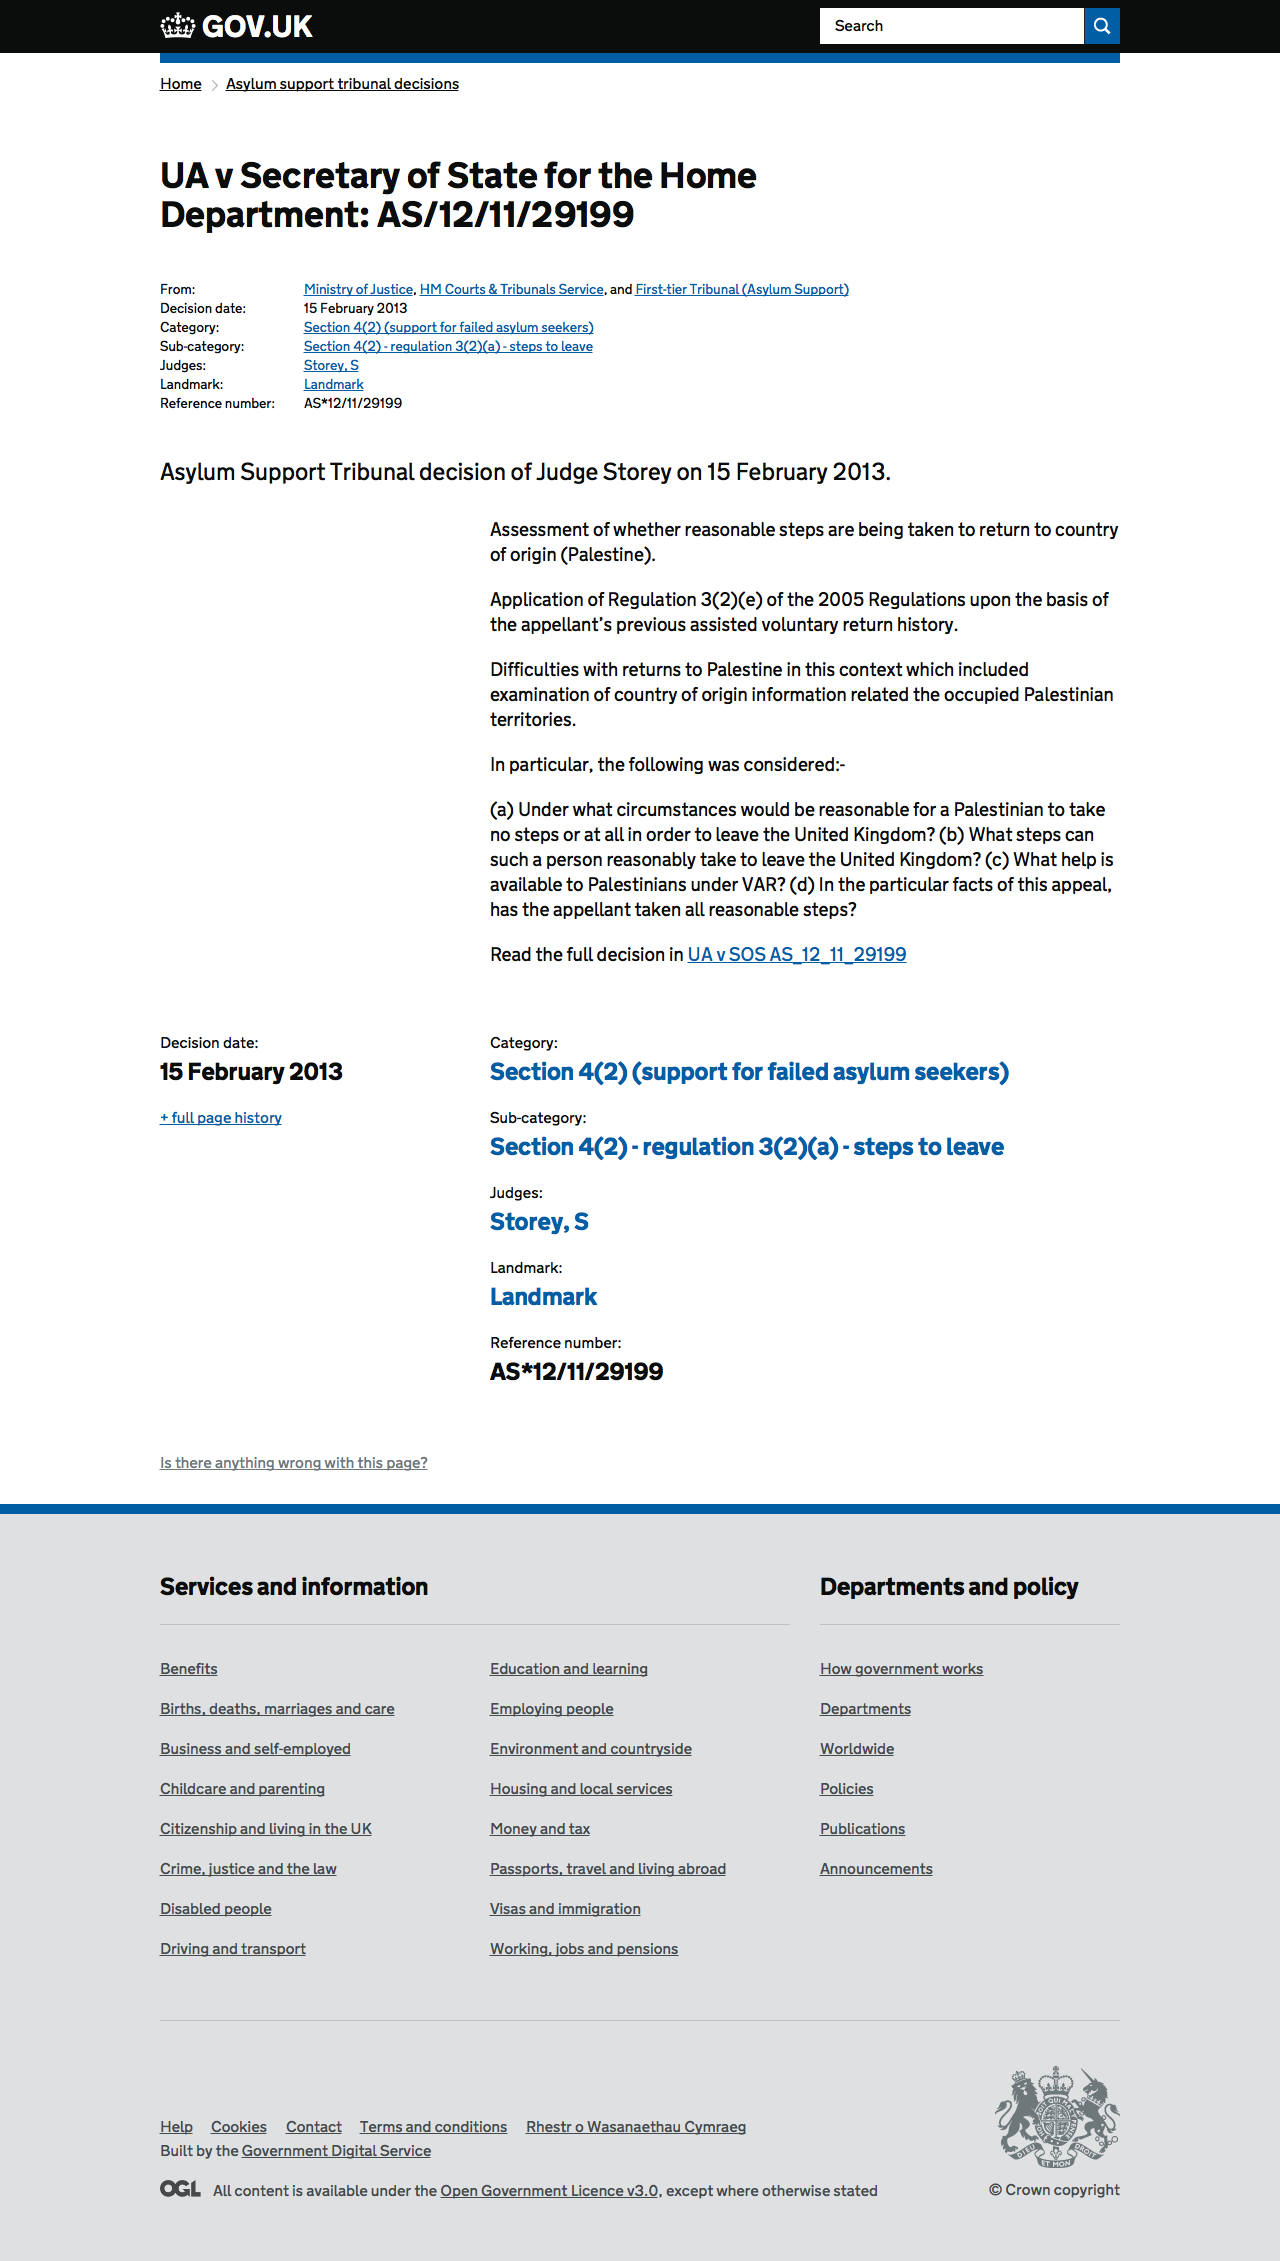 GOV.UK
Search
Home
Asylum support tribunal decisions
UA v Secretary of State for the Home
Department: AS/12/11/29199
From: Ministry of Justice, HM Courts & Tribunals Service, and First-tier Tribunal (Asylum Support)
Decision date: 15 February 2013
Category: Section 4(2) (support for failed asylum seekers)
Sub-category: Section 4(2) - regulation 3(2)(a) - steps to leave
Judges: Storey, S
Landmark: Landmark
Reference number: AS*12/11/29199
Asylum Support Tribunal decision of Judge Storey on 15 February 2013.
Assessment of whether reasonable steps are being taken to return to country
of origin (Palestine).
Application of Regulation 3(2)(e) of the 2005 Regulations upon the basis of
the appellant’s previous assisted voluntary return history.
Difficulties with returns to Palestine in this context which included
examination of country of origin information related the occupied Palestinian
territories.
In particular, the following was considered:-
(a) Under what circumstances would be reasonable for a Palestinian to take
no steps or at all in order to leave the United Kingdom? (b) What steps can
such a person reasonably take to leave the United Kingdom? (c) What help is
available to Palestinians under VAR? (d) In the particular facts of this appeal,
has the appellant taken all reasonable steps?
Read the full decision in UA v SOS AS_12_11_29199
Decision date:
15 February 2013
+ full page history
Category:
Section 4(2) (support for failed asylum seekers)
Sub-category:
Section 4(2) - regulation 3(2)(a) - steps to leave
Judges:
Storey, S
Landmark:
Landmark
Reference number:
AS*12/11/29199
Is there anything wrong with this page?
Services and information
Benefits
Births, deaths, marriages and care
Business and self-employed
Childcare and parenting
Citizenship and living in the UK
Crime, justice and the law
Disabled people
Driving and transport
Education and learning
Employing people
Environment and countryside
Housing and local services
Money and tax
Passports, travel and living abroad
Visas and immigration
Working, jobs and pensions
Departments and policy
How government works
Departments
Worldwide
Policies
Publications
Announcements
Help Cookies Contact Terms and conditions Rhestr o Wasanaethau Cymraeg
Built by the Government Digital Service
OGL All content is available under the Open Government Licence v3.0, except where otherwise stated
DIEU ET MON DROIT
© Crown copyright